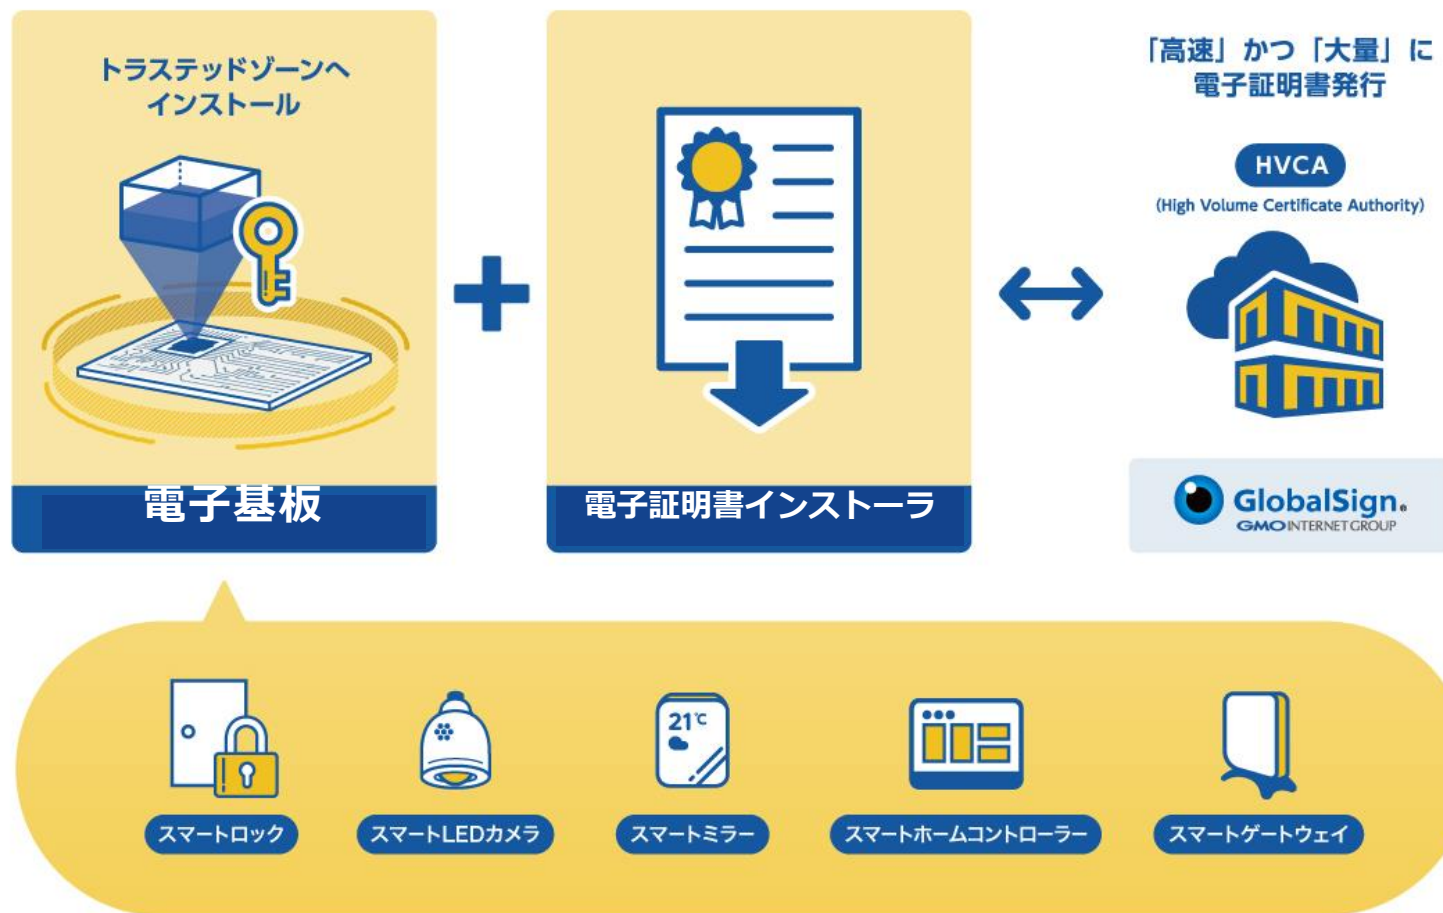 トラステッドゾーンへ
インストール
電子基板
電子証明書インストーラ
「高速」かつ「大量」に
電子証明書発行
HVCA
(High Volume Certificate Authority)
GlobalSign®
GMO INTERNET GROUP
21℃
スマートロック
スマートLEDカメラ
スマートミラー
スマートホームコントローラー
スマートゲートウェイ